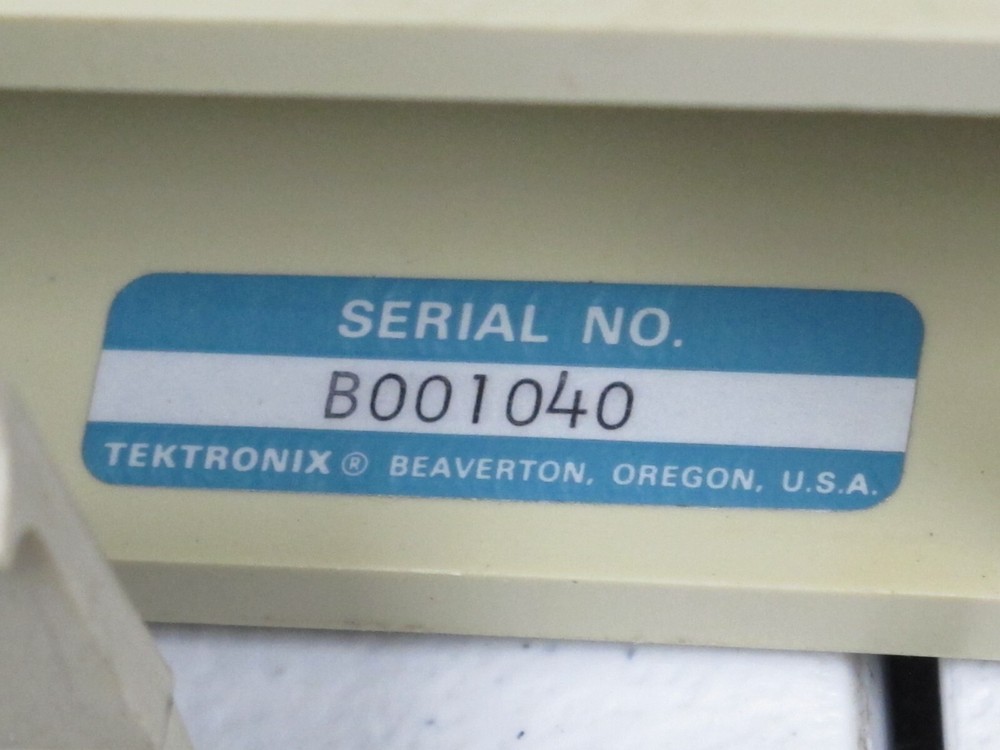 SERIAL NO.
B001040
TEKTRONIX® BEAVERTON, OREGON, U.S.A.